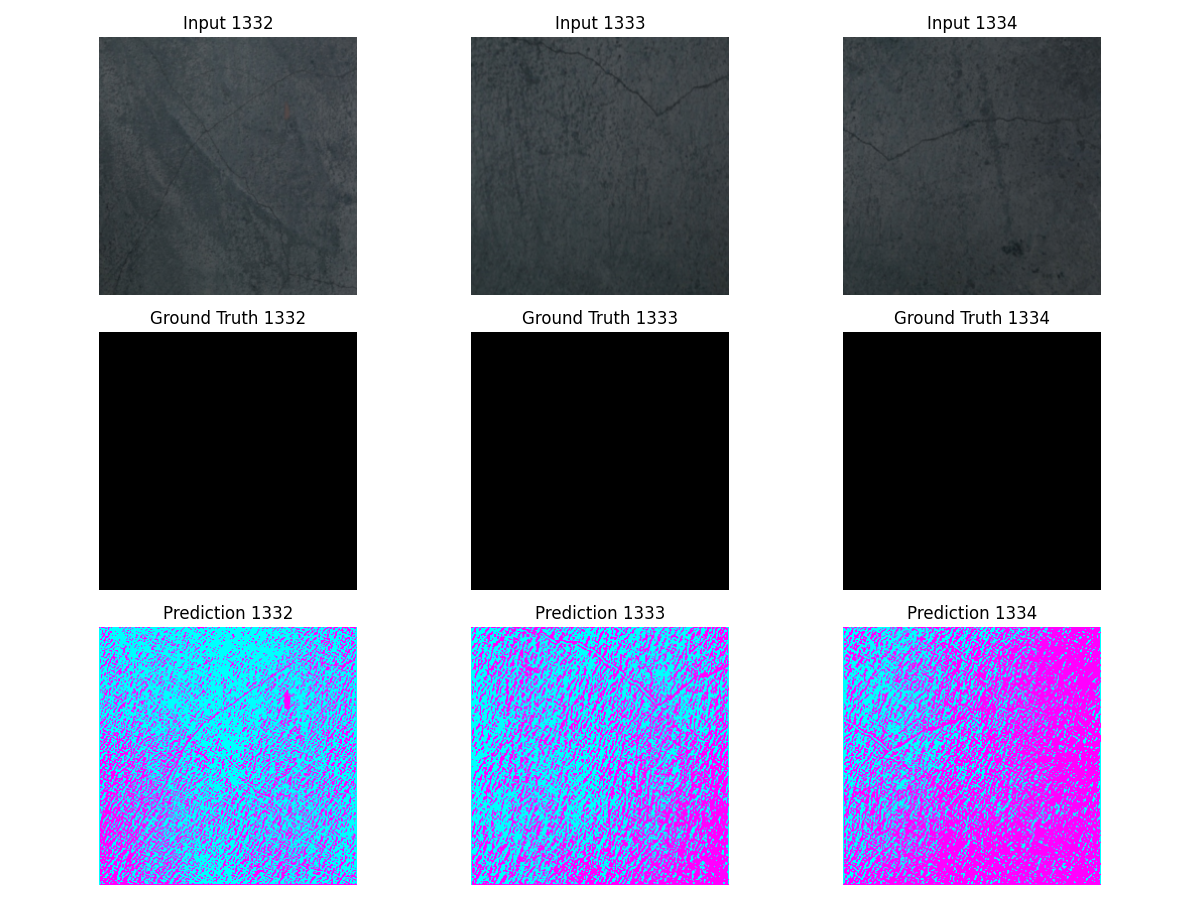 Input 1332
Input 1333
Input 1334
Ground Truth 1332
Ground Truth 1333
Ground Truth 1334
Prediction 1332
Prediction 1333
Prediction 1334